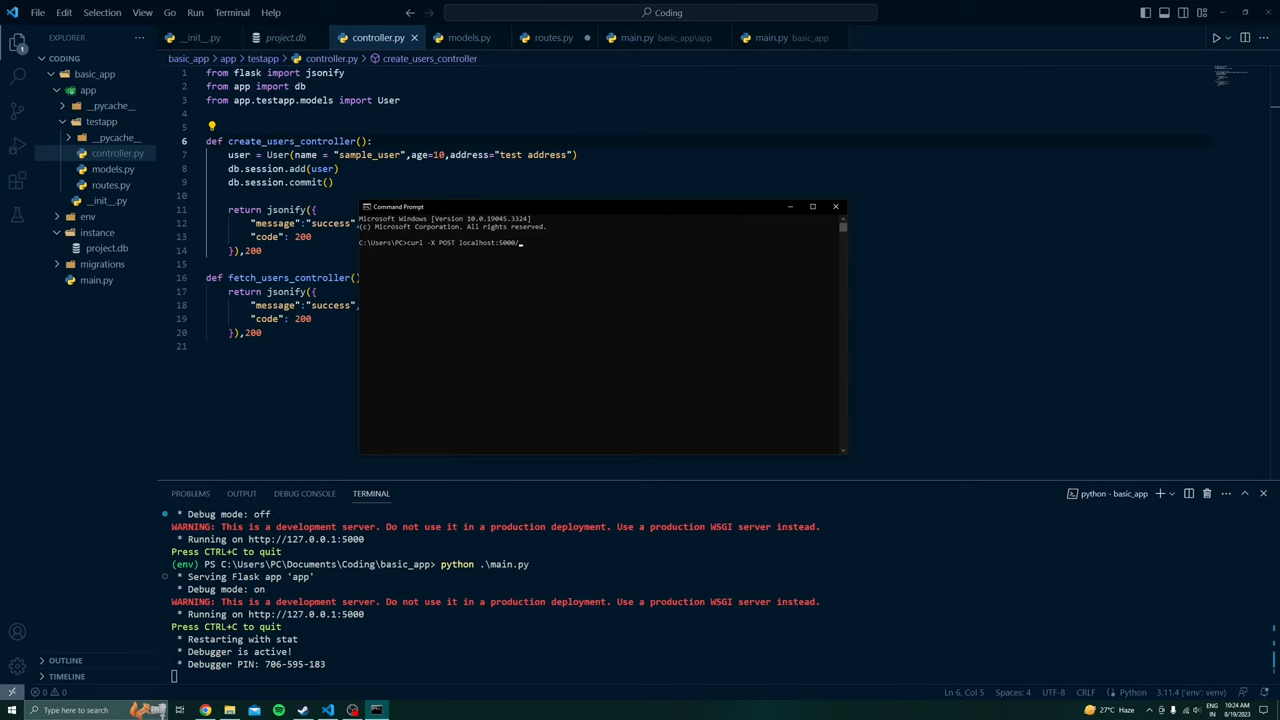 File Edit Selection View Go Run Terminal Help
Coding
EXPLORER
__init__.py project.db controller.py models.py routes.py main.py basic_app\app main.py basic_app
CODING
basic_app
app
__pycache__
testapp
__pycache__
controller.py
models.py
routes.py
__init__.py
env
instance
project.db
migrations
main.py
OUTLINE
TIMELINE
basic_app > app > testapp > controller.py > create_users_controller
1 from flask import jsonify
2 from app import db
3 from app.testapp.models import User
4
5
6 def create_users_controller():
7 user = User(name = "sample_user",age=10,address="test address")
8 db.session.add(user)
9 db.session.commit()
10
11 return jsonify({
12 "message":"success"
13 "code": 200
14 }),200
15
16 def fetch_users_controller()
17 return jsonify({
18 "message":"success",
19 "code": 200
20 }),200
21
Command Prompt
Microsoft Windows [Version 10.0.19045.3324]
(c) Microsoft Corporation. All rights reserved.
C:\Users\PC>curl -X POST localhost:5000/
PROBLEMS OUTPUT DEBUG CONSOLE TERMINAL
python - basic_app
* Debug mode: off
WARNING: This is a development server. Do not use it in a production deployment. Use a production WSGI server instead.
* Running on http://127.0.0.1:5000
Press CTRL+C to quit
(env) PS C:\Users\PC\Documents\Coding\basic_app> python .\main.py
* Serving Flask app 'app'
* Debug mode: on
WARNING: This is a development server. Do not use it in a production deployment. Use a production WSGI server instead.
* Running on http://127.0.0.1:5000
Press CTRL+C to quit
* Restarting with stat
* Debugger is active!
* Debugger PIN: 706-595-183
0 0 Ln 6, Col 5 Spaces: 4 UTF-8 CRLF Python 3.11.4 ('env': venv)
Type here to search
27°C Haze
ENG
IN
10:24 AM
8/19/2023
1